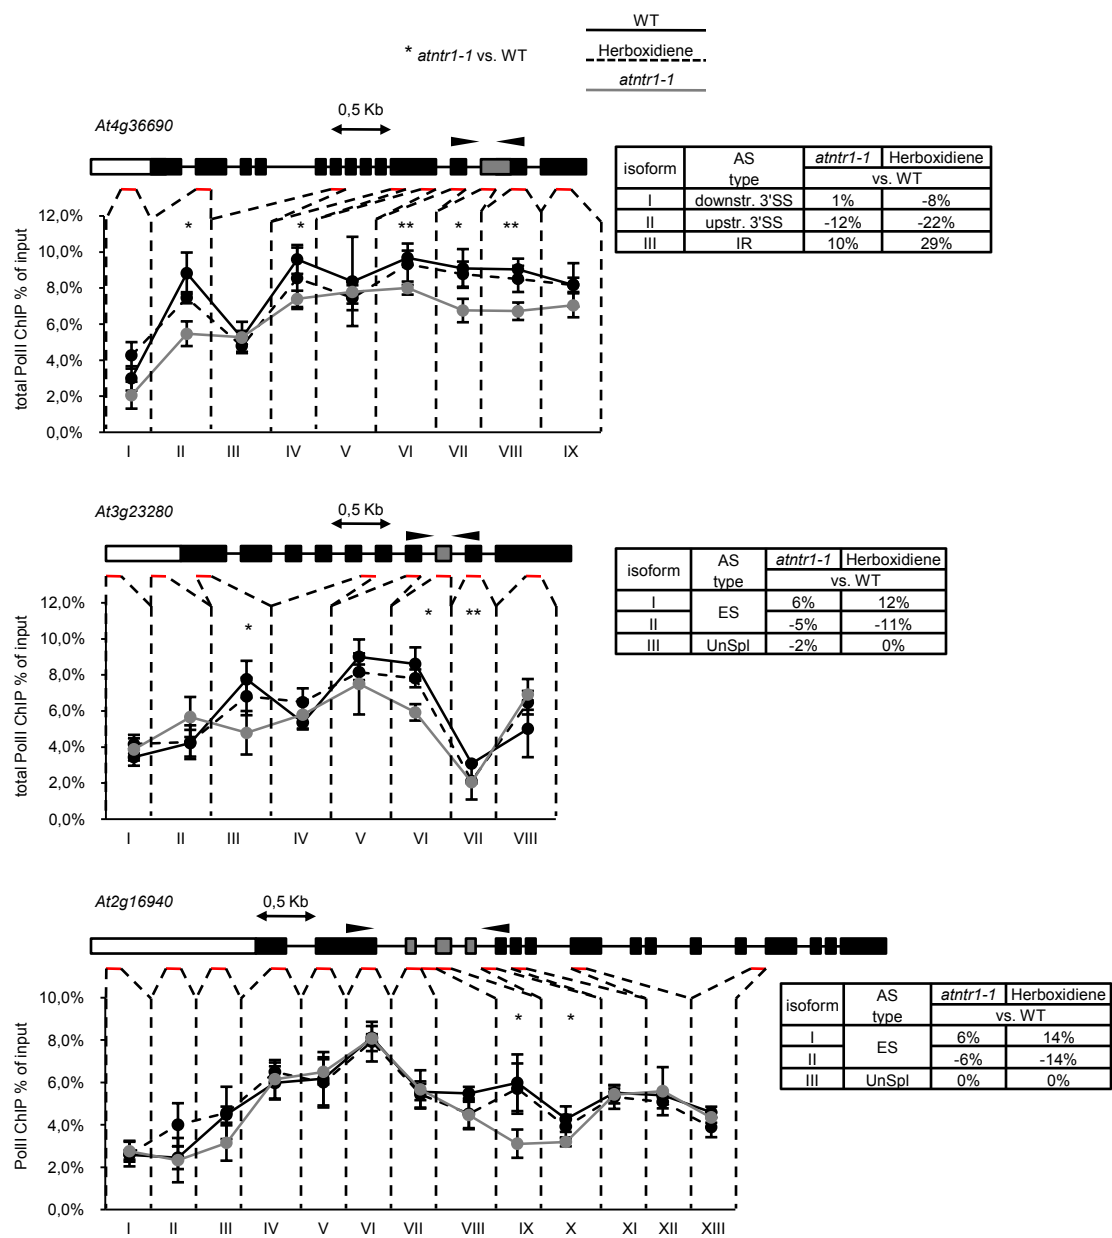 WT
* atntr1-1 vs. WT
Herboxidiene
atntr1-1
0,5 Kb
At4g36690
isoform AS type atntr1-1 Herboxidiene
vs. WT
I downstr. 3'SS 1% -8%
II upstr. 3'SS -12% -22%
III IR 10% 29%
total PolII ChIP % of input
12,0%
10,0%
8,0%
6,0%
4,0%
2,0%
0,0%
* * ** * **
I II III IV V VI VII VIII IX
At3g23280
0,5 Kb
isoform AS type atntr1-1 Herboxidiene
vs. WT
I ES 6% 12%
II -5% -11%
III UnSpl -2% 0%
total PolII ChIP % of input
12,0%
10,0%
8,0%
6,0%
4,0%
2,0%
0,0%
* * **
I II III IV V VI VII VIII
At2g16940
0,5 Kb
isoform AS type atntr1-1 Herboxidiene
vs. WT
I ES 6% 14%
II -6% -14%
III UnSpl 0% 0%
PolII ChIP % of input
10,0%
8,0%
6,0%
4,0%
2,0%
0,0%
* *
I II III IV V VI VII VIII IX X XI XII XIII